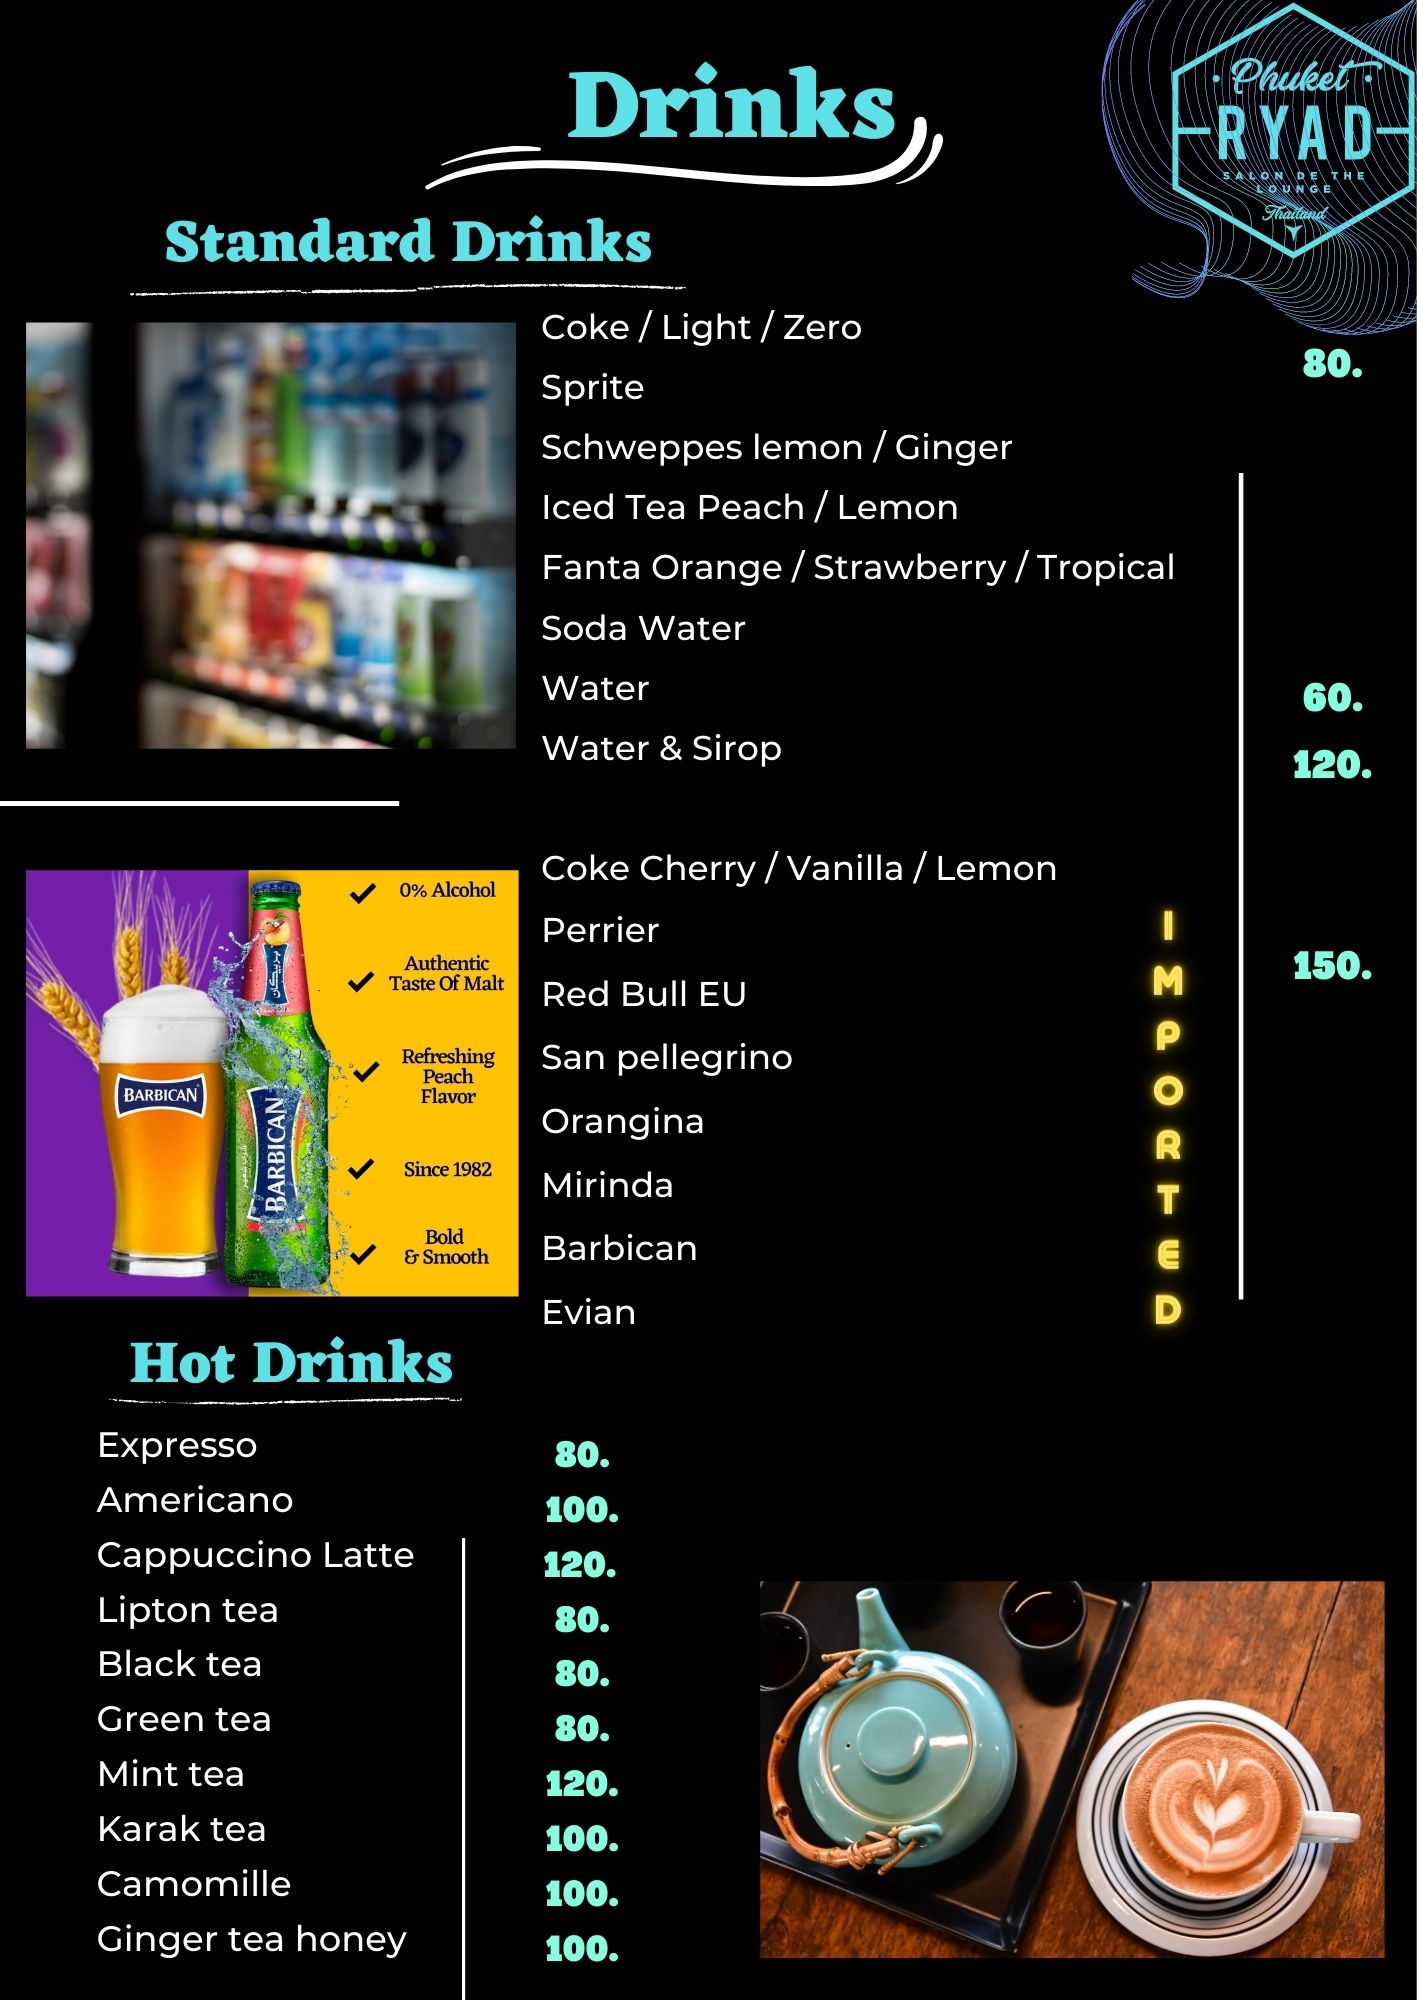 Drinks
Phuket
RYAD
SALON DE THE
LOUNGE
Thailand
Standard Drinks
Coke / Light / Zero
80.
Sprite
Schweppes lemon / Ginger
Iced Tea Peach / Lemon
Fanta Orange / Strawberry / Tropical
Soda Water
Water
60.
Water & Sirop
120.
0% Alcohol
Authentic
Taste Of Malt
Refreshing
Peach
Flavor
Since 1982
Bold
& Smooth
BARBICAN
بربيكان
BARBICAN
Coke Cherry / Vanilla / Lemon
Perrier
Red Bull EU
San pellegrino
Orangina
Mirinda
Barbican
Evian
IMPORTED
150.
Hot Drinks
Expresso 80.
Americano 100.
Cappuccino Latte 120.
Lipton tea 80.
Black tea 80.
Green tea 80.
Mint tea 120.
Karak tea 100.
Camomille 100.
Ginger tea honey 100.